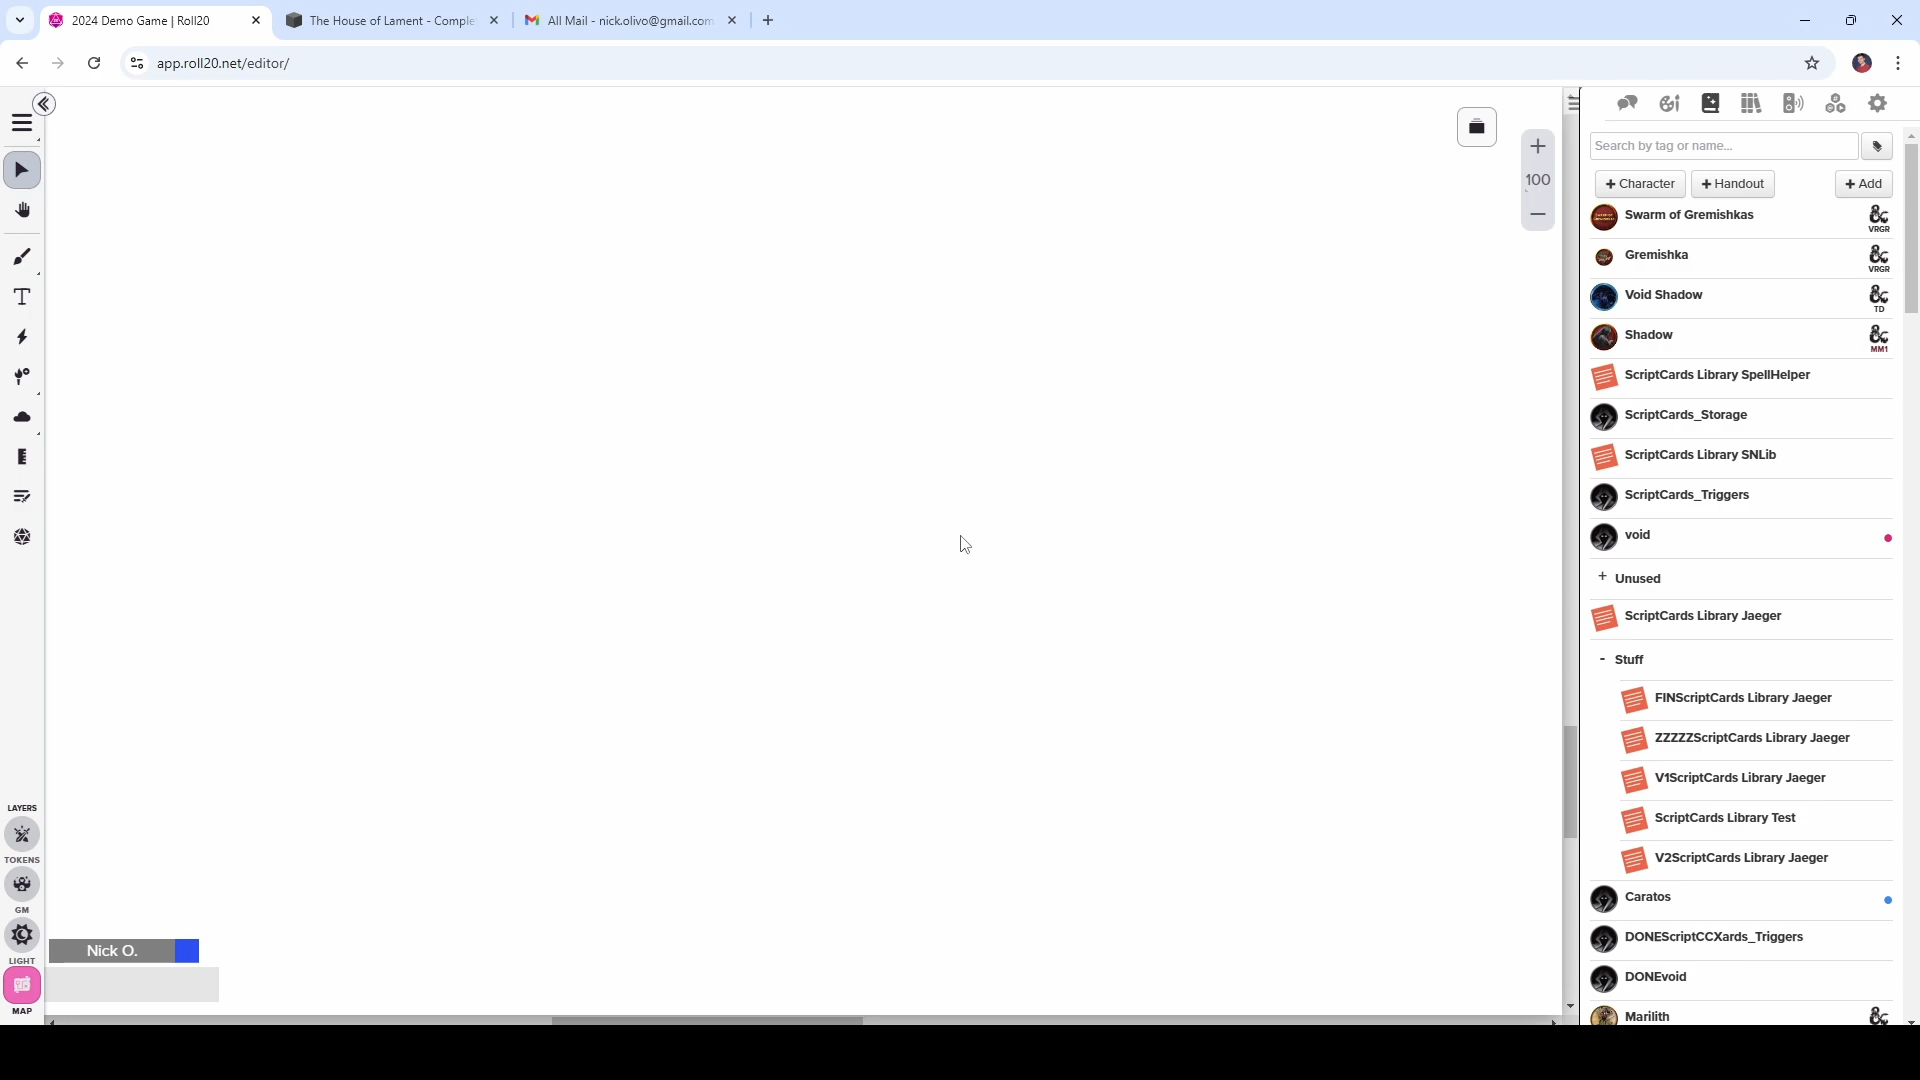 2024 Demo Game | Roll20
The House of Lament - Comple
All Mail - nick.olivo@gmail.com
app.roll20.net/editor/
100
Search by tag or name...
+ Character
+ Handout
+ Add
Swarm of Gremishkas
VRGR
Gremishka
VRGR
Void Shadow
TD
Shadow
MM1
ScriptCards Library SpellHelper
ScriptCards_Storage
ScriptCards Library SNLib
ScriptCards_Triggers
void
+ Unused
ScriptCards Library Jaeger
- Stuff
FINScriptCards Library Jaeger
ZZZZZScriptCards Library Jaeger
V1ScriptCards Library Jaeger
ScriptCards Library Test
V2ScriptCards Library Jaeger
Caratos
DONEScriptCCXards_Triggers
DONEvoid
Marilith
LAYERS
TOKENS
GM
LIGHT
MAP
Nick O.